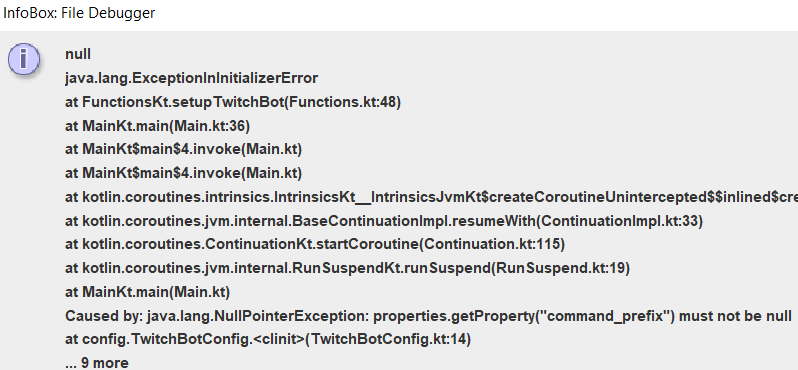 InfoBox: File Debugger
null
java.lang.ExceptionInInitializerError
at FunctionsKt.setupTwitchBot(Functions.kt:48)
at MainKt.main(Main.kt:36)
at MainKt$main$4.invoke(Main.kt)
at MainKt$main$4.invoke(Main.kt)
at kotlin.coroutines.intrinsics.IntrinsicsKt__IntrinsicsJvmKt$createCoroutineUnintercepted$$inlined$cre
at kotlin.coroutines.jvm.internal.BaseContinuationImpl.resumeWith(ContinuationImpl.kt:33)
at kotlin.coroutines.ContinuationKt.startCoroutine(Continuation.kt:115)
at kotlin.coroutines.jvm.internal.RunSuspendKt.runSuspend(RunSuspend.kt:19)
at MainKt.main(Main.kt)
Caused by: java.lang.NullPointerException: properties.getProperty("command_prefix") must not be null
at config.TwitchBotConfig.<clinit>(TwitchBotConfig.kt:14)
... 9 more